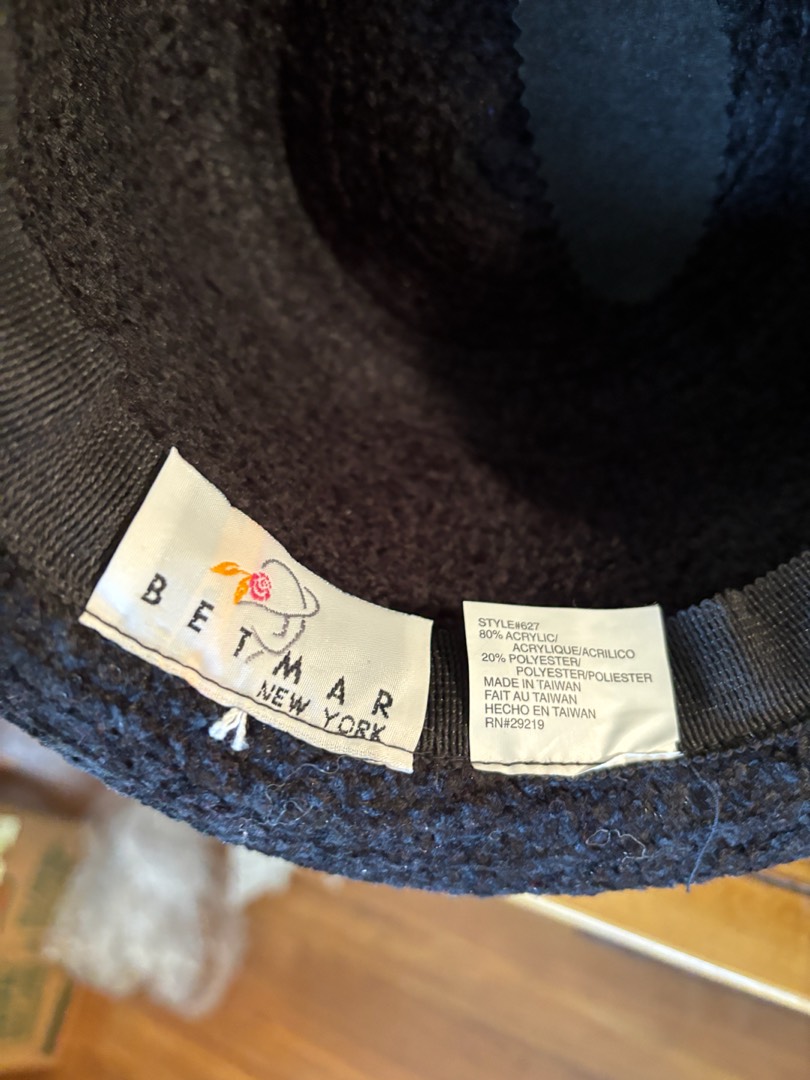 BETMAR
NEW YORK
STYLE#627
80% ACRYLIC/
ACRYLIQUE/ACRILICO
20% POLYESTER/
POLYESTER/POLIESTER
MADE IN TAIWAN
FAIT AU TAIWAN
HECHO EN TAIWAN
RN#29219